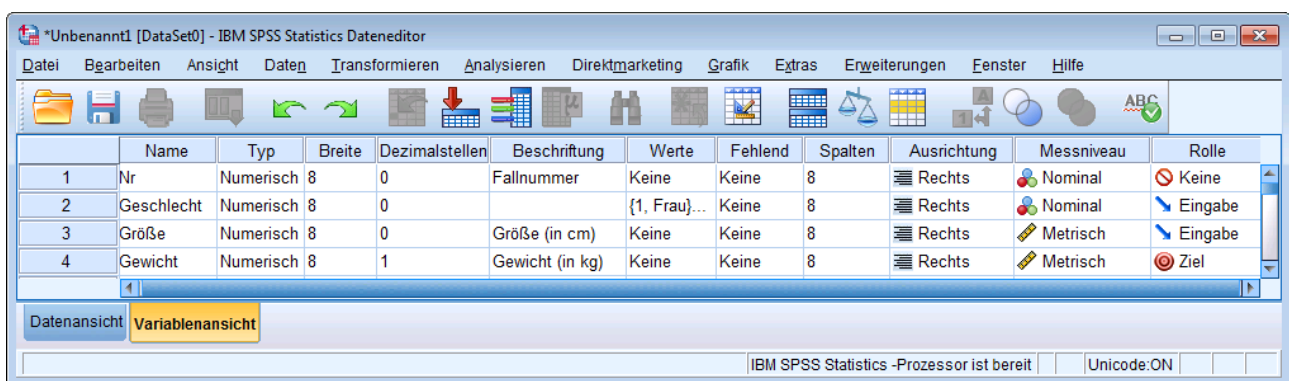 *Unbenannt1 [DataSet0] - IBM SPSS Statistics Dateneditor
Datei Bearbeiten Ansicht Daten Transformieren Analysieren Direktmarketing Grafik Extras Erweiterungen Fenster Hilfe
μ A 1 ABC
Name Typ Breite Dezimalstellen Beschriftung Werte Fehlend Spalten Ausrichtung Messniveau Rolle
1 Nr Numerisch 8 0 Fallnummer Keine Keine 8 Rechts Nominal Keine
2 Geschlecht Numerisch 8 0 {1, Frau}... Keine 8 Rechts Nominal Eingabe
3 Größe Numerisch 8 0 Größe (in cm) Keine Keine 8 Rechts Metrisch Eingabe
4 Gewicht Numerisch 8 1 Gewicht (in kg) Keine Keine 8 Rechts Metrisch Ziel
Datenansicht Variablenansicht
IBM SPSS Statistics -Prozessor ist bereit Unicode:ON